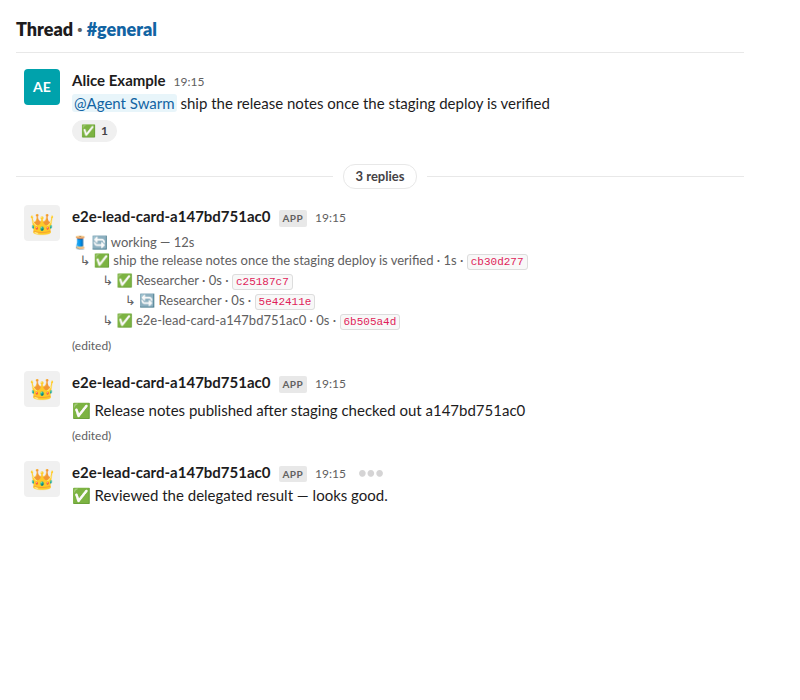 Thread • #general
AE
Alice Example 19:15
@Agent Swarm ship the release notes once the staging deploy is verified
✅ 1
3 replies
e2e-lead-card-a147bd751ac0 APP 19:15
🧵 🔄 working — 12s
↳ ✅ ship the release notes once the staging deploy is verified · 1s · cb30d277
↳ ✅ Researcher · 0s · c25187c7
↳ 🔄 Researcher · 0s · 5e42411e
↳ ✅ e2e-lead-card-a147bd751ac0 · 0s · 6b505a4d
(edited)
e2e-lead-card-a147bd751ac0 APP 19:15
✅ Release notes published after staging checked out a147bd751ac0
(edited)
e2e-lead-card-a147bd751ac0 APP 19:15
✅ Reviewed the delegated result — looks good.